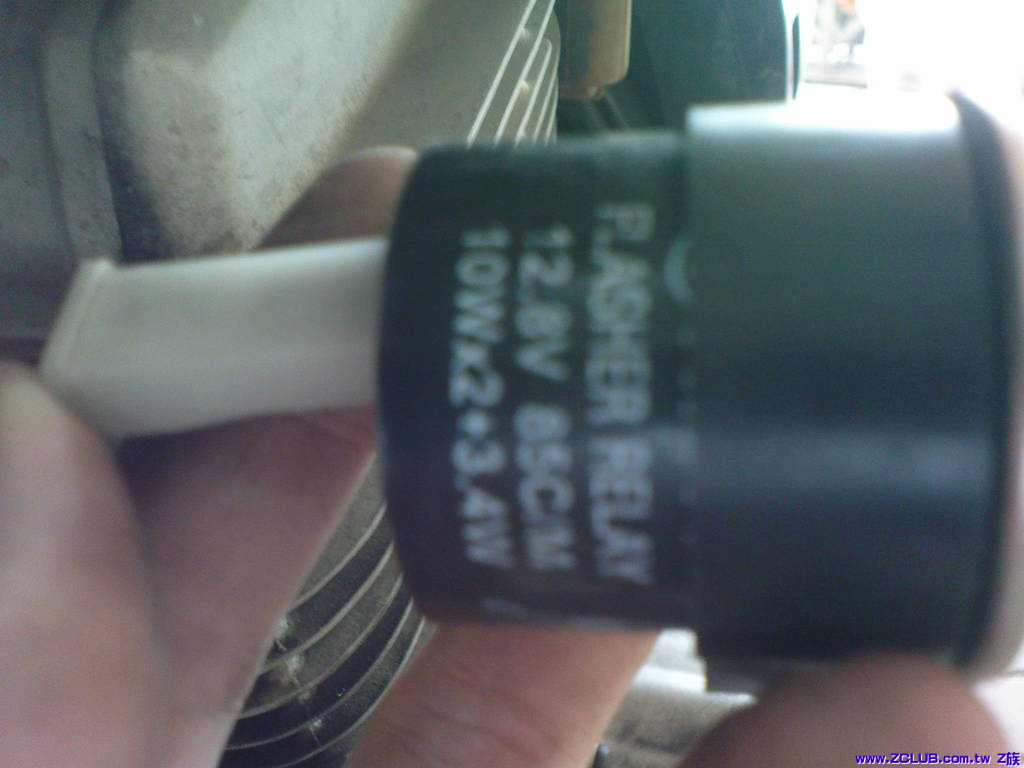 FLASHER RELAY
12.8V 85C/M
10Wx2+3.4W
www.ZCLUB.com.tw Z族